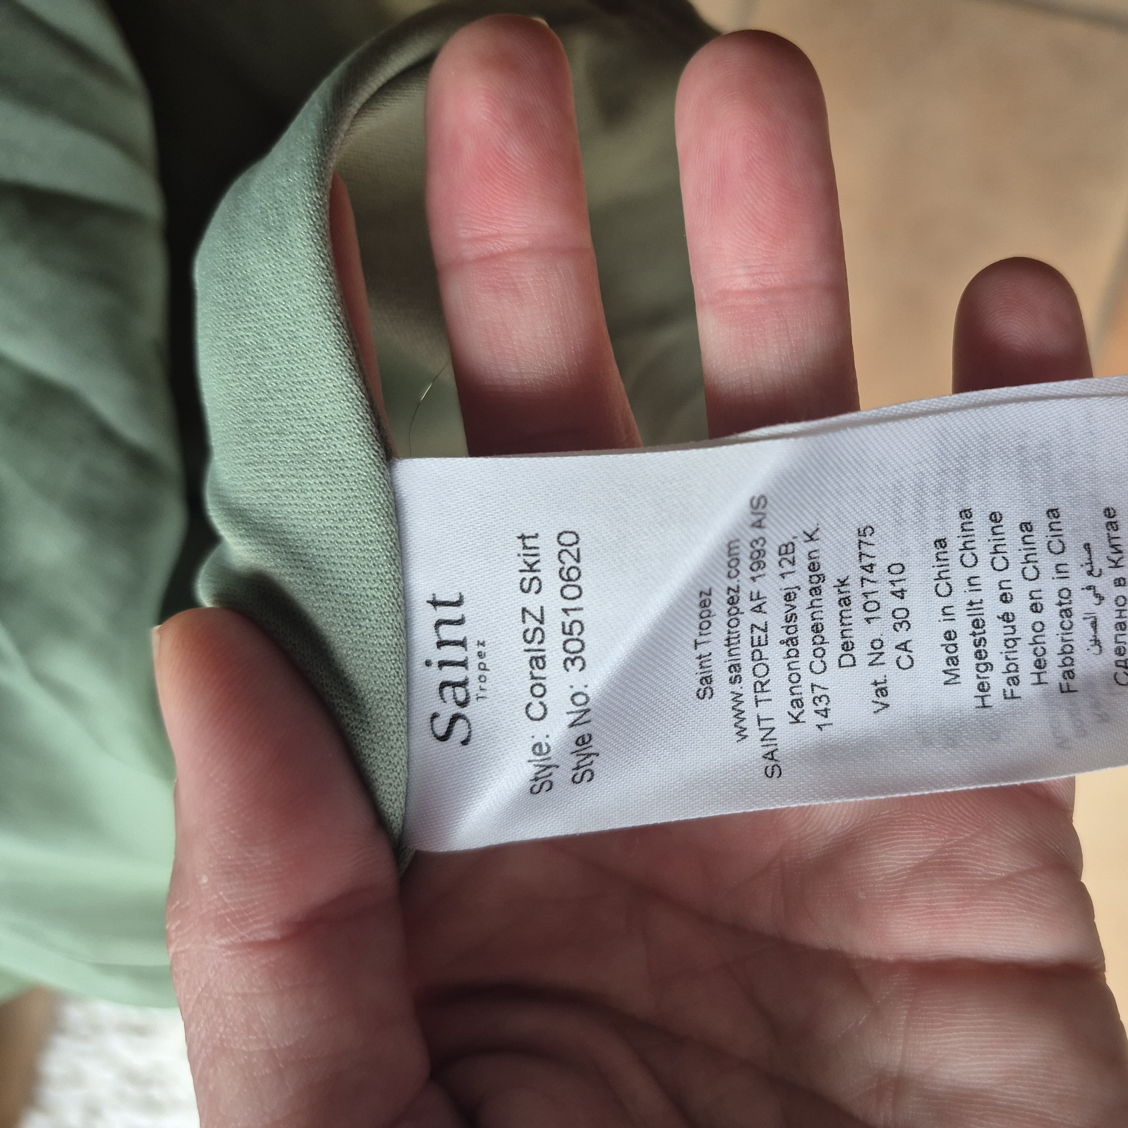 Saint
Tropez
Style: CoralSZ Skirt
Style No: 30510620
Saint Tropez
www.sainttropez.com
SAINT TROPEZ AF 1993 A/S
Kanonbådsvej 12B,
1437 Copenhagen K.
Denmark
Vat. No. 10174775
CA 30 410
Made in China
Hergestellt in China
Fabriqué en Chine
Hecho en China
Fabbricato in Cina
صنع في الصين
Сделано в Китае